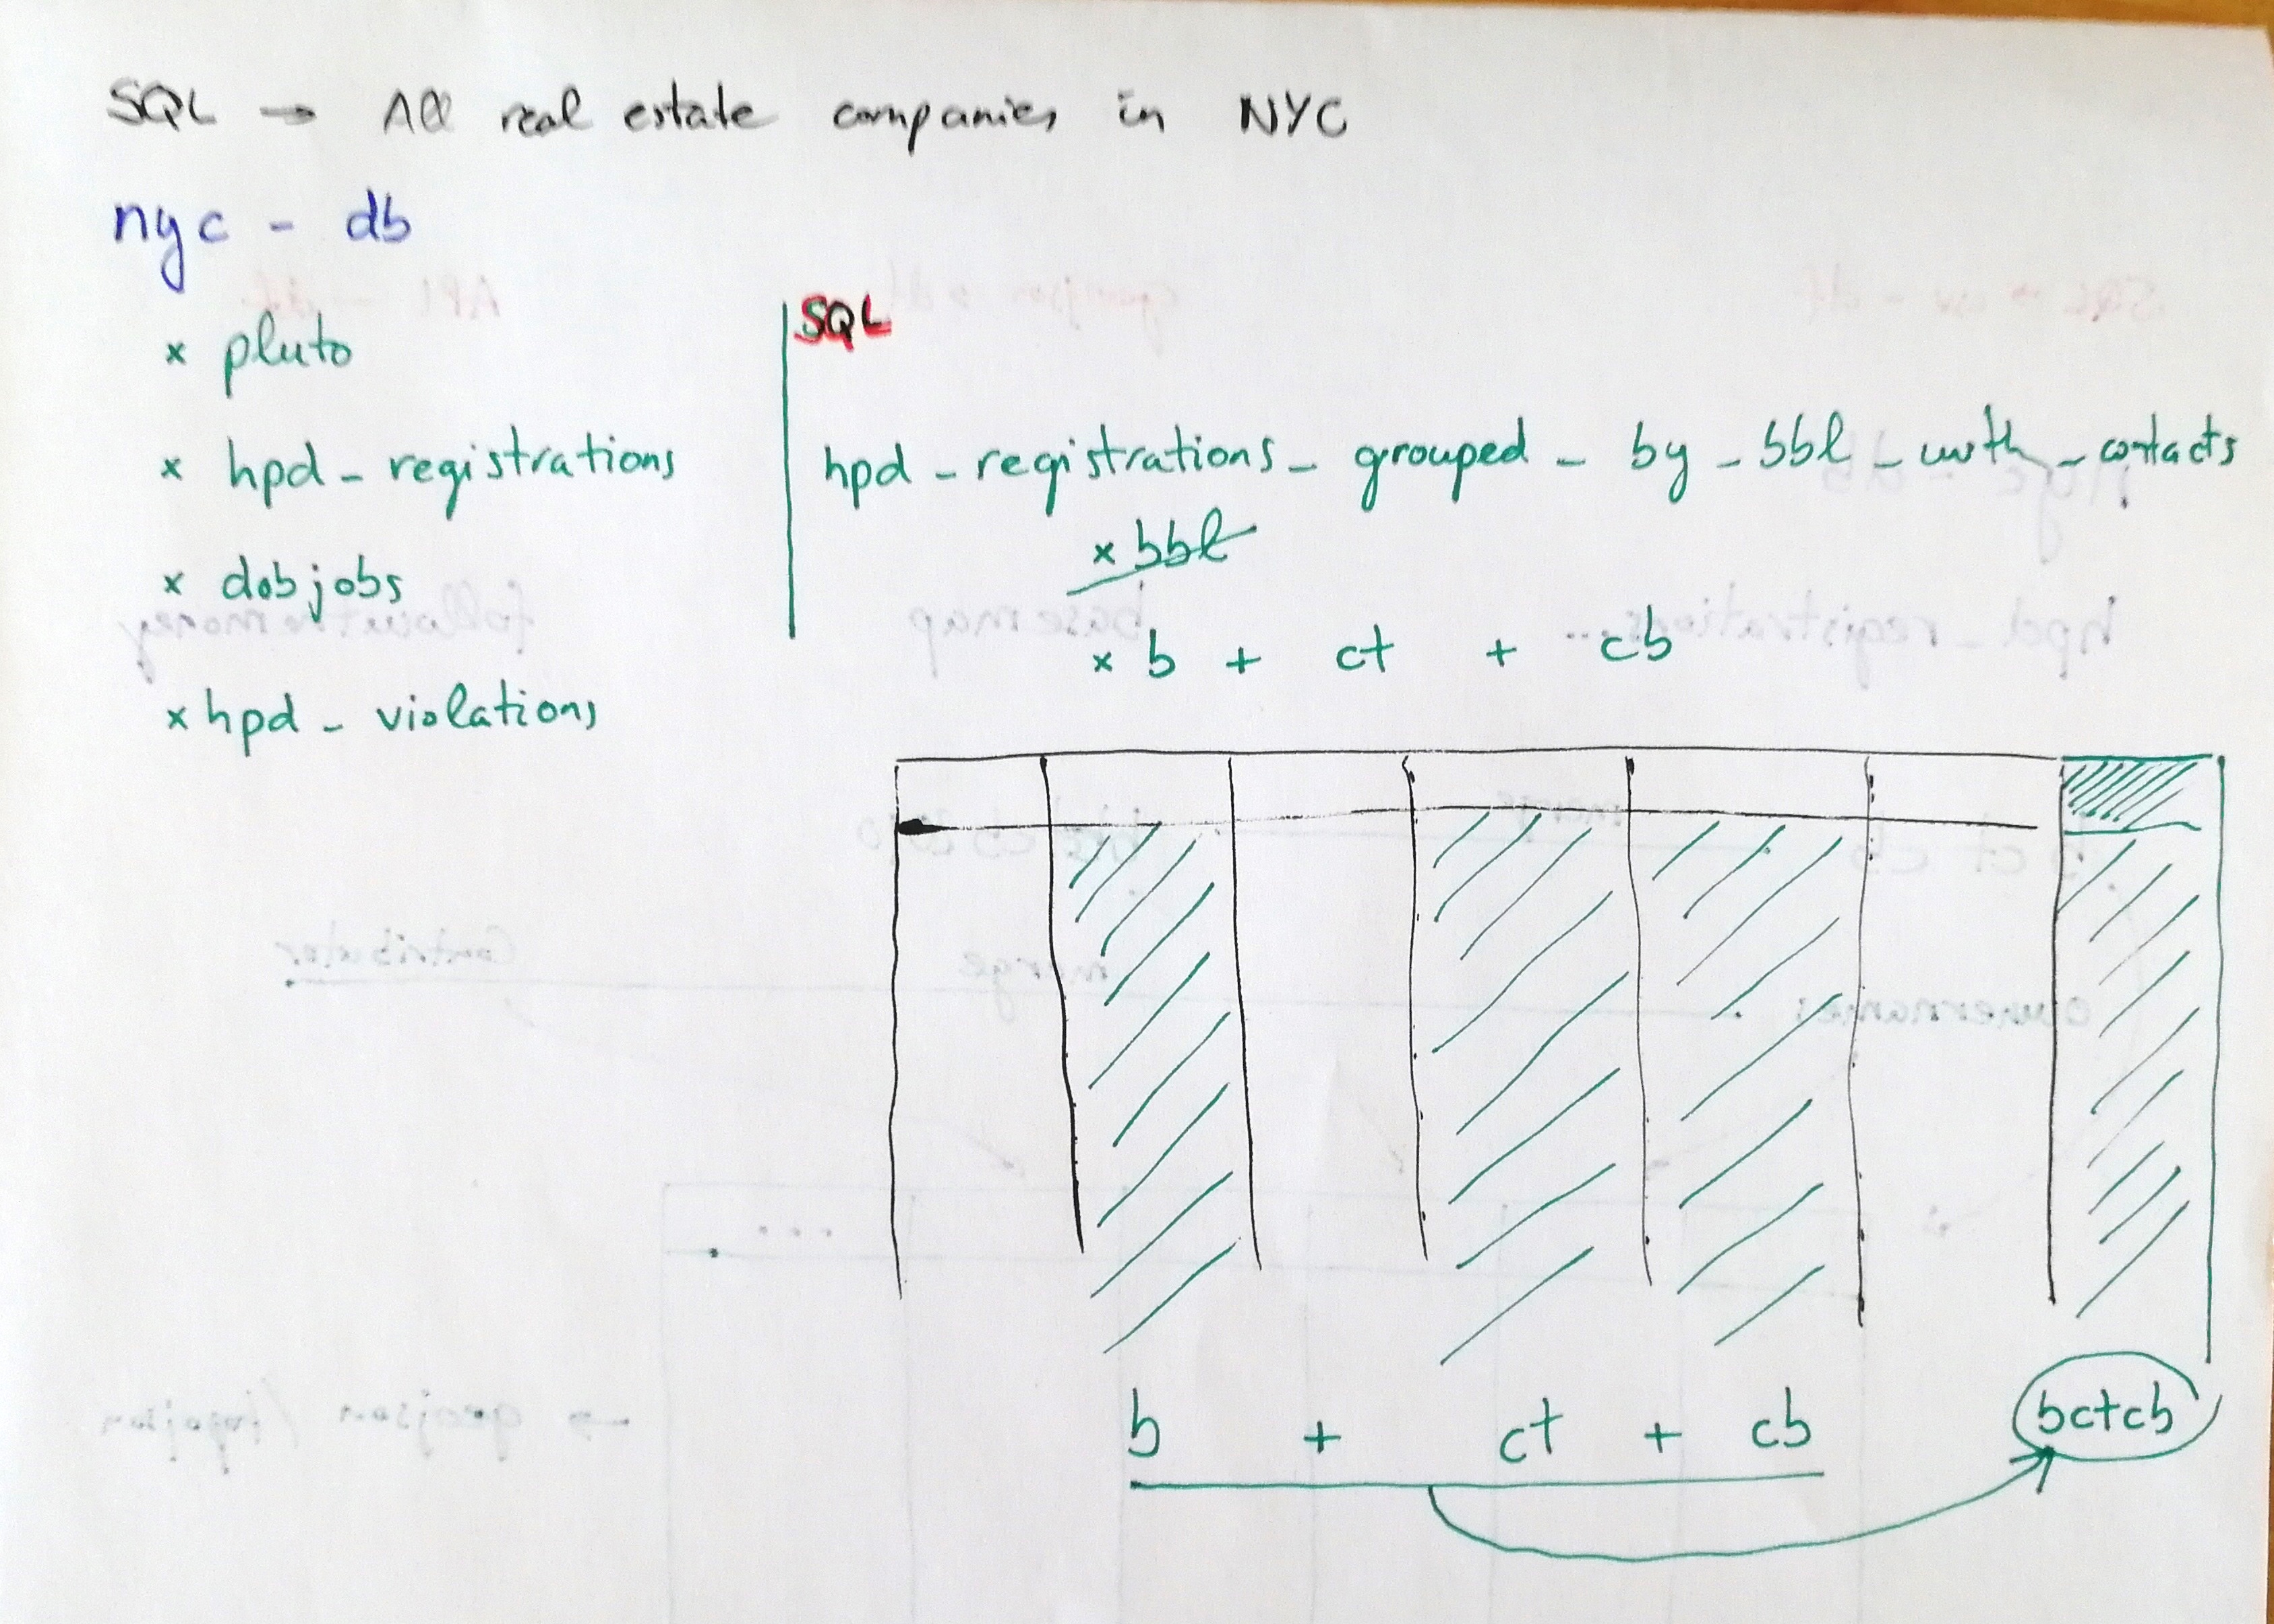 SQL → All real estate companies in NYC
nyc - db
x pluto
x hpd - registrations
x dobjobs
x hpd - violations
SQL
hpd - registrations - grouped - by - bbl - with - contacts
x bbl
x b + ct + cb
b + ct + cb
bctcb